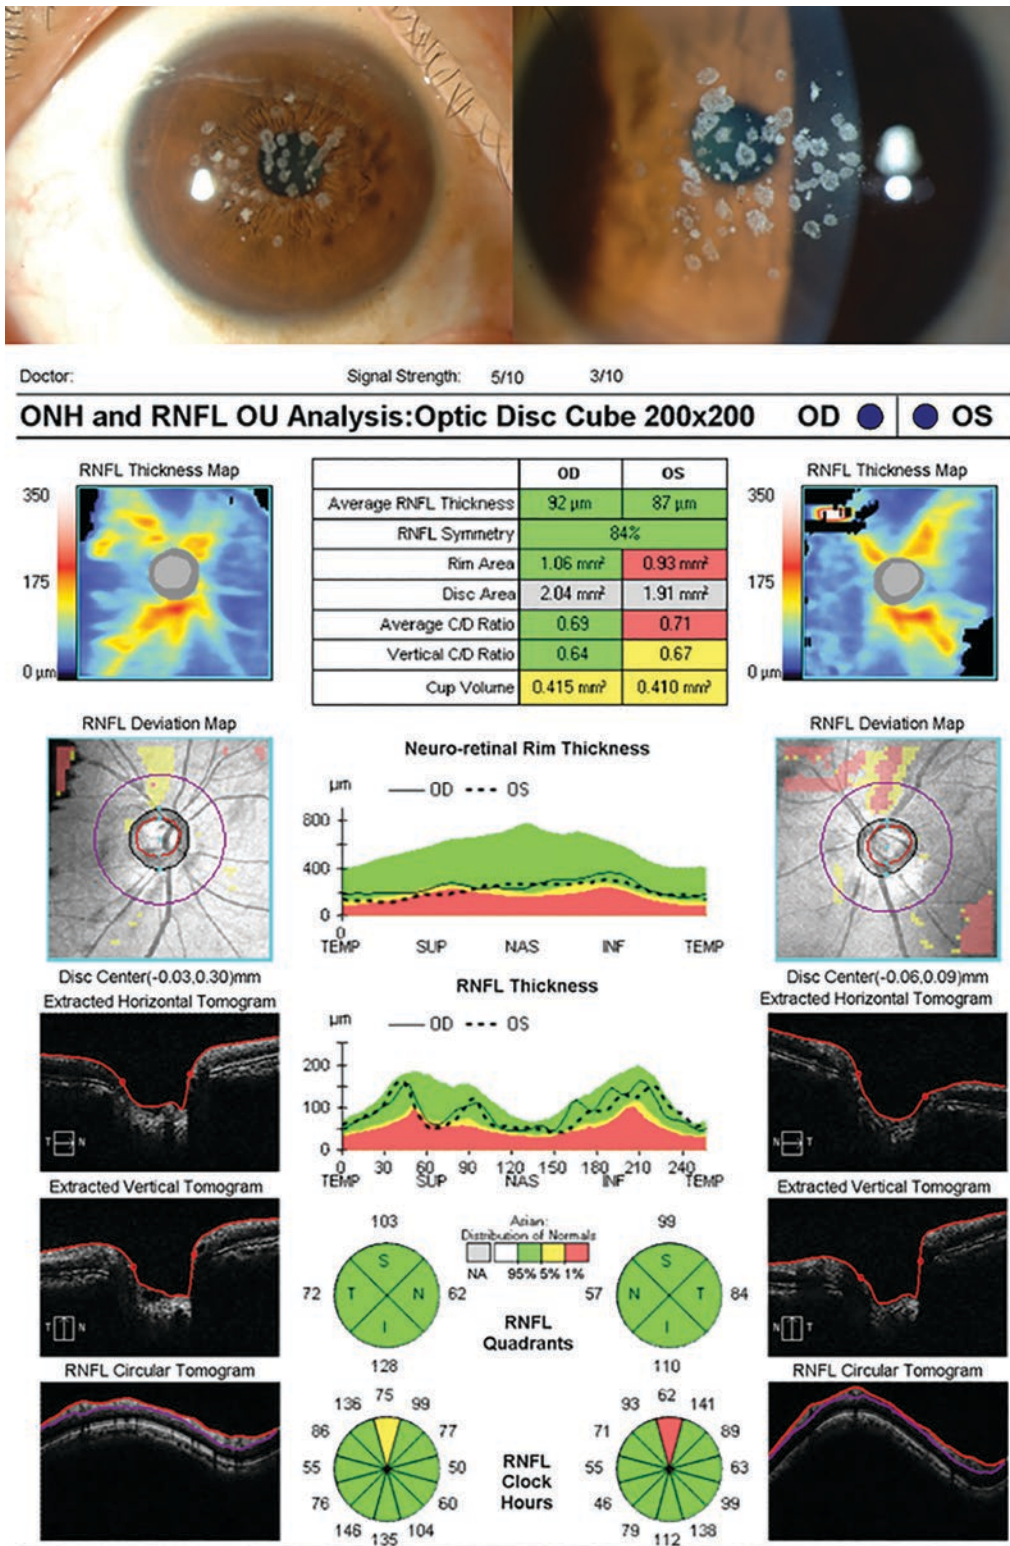 Doctor: Signal Strength: 5/10 3/10
ONH and RNFL OU Analysis:Optic Disc Cube 200x200 OD OS
RNFL Thickness Map
350
175
0 µm
OD OS
Average RNFL Thickness 92 µm 87 µm
RNFL Symmetry 84%
Rim Area 1.06 mm² 0.93 mm²
Disc Area 2.04 mm² 1.91 mm²
Average C/D Ratio 0.69 0.71
Vertical C/D Ratio 0.64 0.67
Cup Volume 0.415 mm³ 0.410 mm³
RNFL Thickness Map
350
175
0 µm
RNFL Deviation Map
Disc Center(-0.03,0.30)mm
Neuro-retinal Rim Thickness
µm OD OS
800
400
0
0
TEMP SUP NAS INF TEMP
RNFL Deviation Map
Disc Center(-0.06,0.09)mm
Extracted Horizontal Tomogram
T N
RNFL Thickness
µm OD OS
200
100
0
0 30 60 90 120 150 180 210 240
TEMP SUP NAS INF TEMP
Extracted Horizontal Tomogram
N T
Extracted Vertical Tomogram
T N
103
S
72 T N 62
I
128
Asian:
Distribution of Normals
NA 95% 5% 1%
RNFL
Quadrants
99
S
57 N T 84
I
110
Extracted Vertical Tomogram
N T
RNFL Circular Tomogram
75
136 99
86 77
55 50
76 60
146 104
135
RNFL
Clock
Hours
62
93 141
71 89
55 63
46 99
79 138
112
RNFL Circular Tomogram